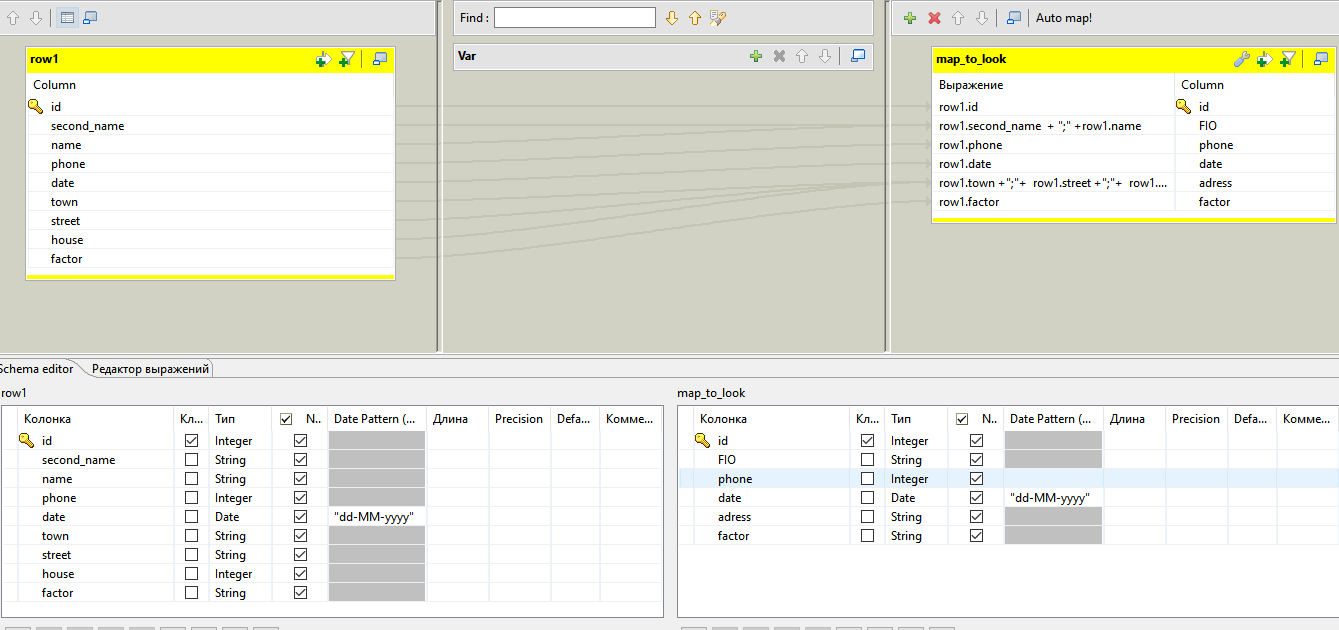 Find :
Auto map!
row1
Var
map_to_look
Column
id
second_name
name
phone
date
town
street
house
factor
Выражение Column
row1.id id
row1.second_name + ";" +row1.name FIO
row1.phone phone
row1.date date
row1.town +";"+ row1.street +";"+ row1.... adress
row1.factor factor
Schema editor Редактор выражений
row1
Колонка Кл... Тип N.. Date Pattern (... Длина Precision Defa... Комме...
id Integer
second_name String
name String
phone Integer
date Date "dd-MM-yyyy"
town String
street String
house Integer
factor String
map_to_look
Колонка Кл... Тип N.. Date Pattern (... Длина Precision Defa... Комме...
id Integer
FIO String
phone Integer
date Date "dd-MM-yyyy"
adress String
factor String